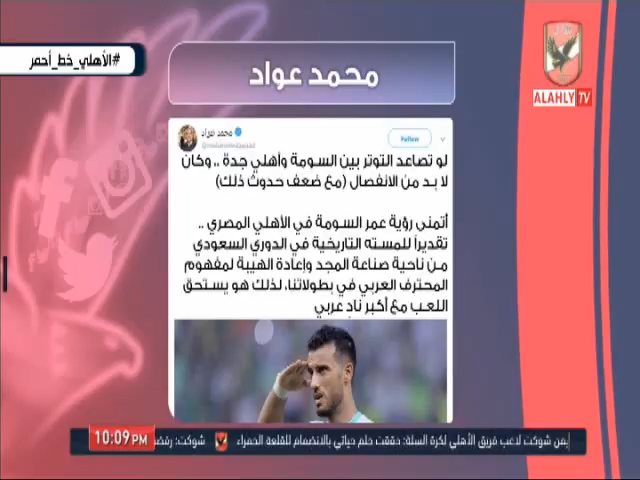 #الأهلي_خط_أحمر
محمد عواد
ALAHLY TV
محمد عواد
Follow
لو تصاعد التوتر بين السومة وأهلي جدة .. وكان
لا بد من الانفصال (مع ضعف حدوث ذلك)
أتمنى رؤية عمر السومة في الأهلي المصري ..
تقديراً للمسته التاريخية في الدوري السعودي
من ناحية صناعة المجد وإعادة الهيبة لمفهوم
المحترف العربي في بطولاتنا، لذلك هو يستحق
اللعب مع أكبر نادٍ عربي
10:09 PM
شوكت لاعب فريق الأهلي لكرة السلة: حققت حلم حياتي بالانضمام للقلعة الحمراء
شوكت: